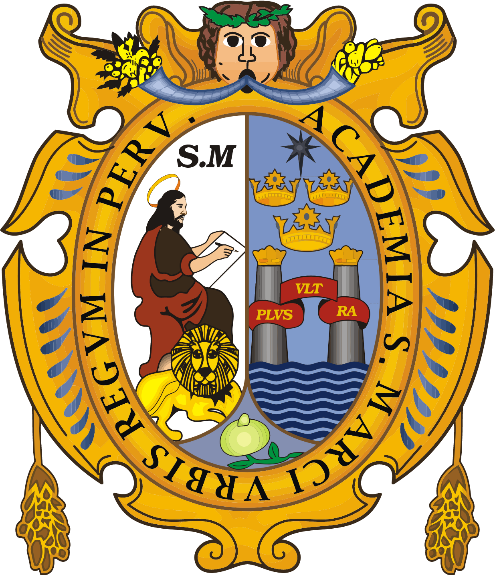 ACADEMIA S. MARCI VRBIS REGVM IN PERV .
S.M
PLVS VLT RA